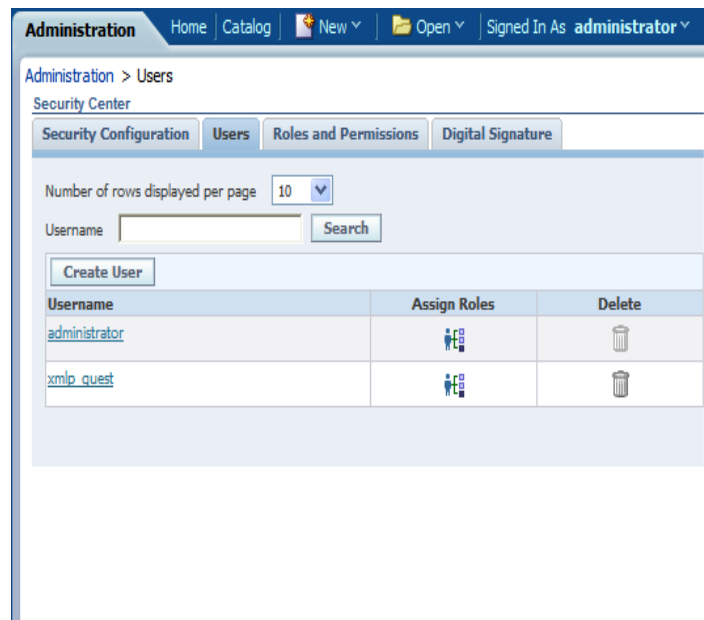 Administration Home Catalog New Open Signed In As administrator
Administration > Users
Security Center
Security Configuration Users Roles and Permissions Digital Signature
Number of rows displayed per page 10
Username Search
Create User
Username Assign Roles Delete
administrator
xmlp_guest